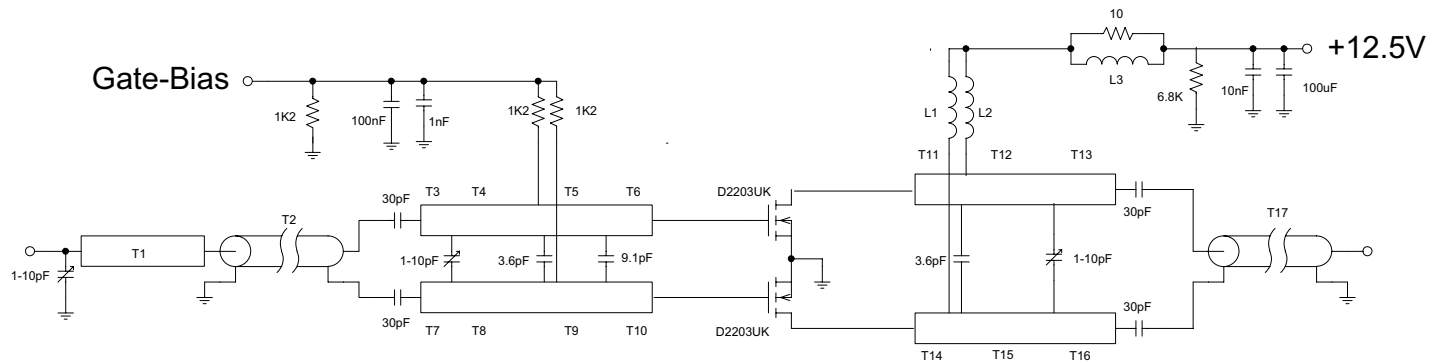 10
+12.5V
L3
6.8K
10nF
100uF
Gate-Bias
1K2
100nF
1nF
1K2
1K2
L1
L2
T11
T12
T13
T3
T4
T5
T6
D2203UK
30pF
30pF
T2
T17
T1
1-10pF
3.6pF
9.1pF
3.6pF
1-10pF
1-10pF
30pF
30pF
T7
T8
T9
T10
D2203UK
T14
T15
T16